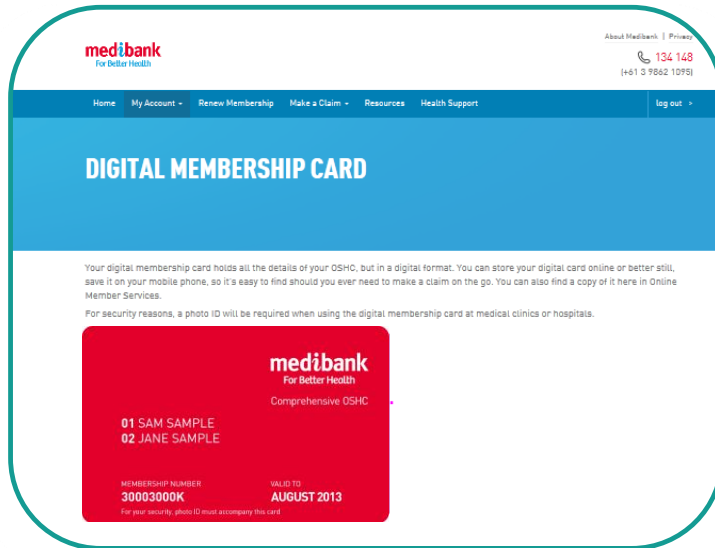 About Medibank | Privacy
medibank
For Better Health
134 148
(+61 3 9862 1095)
Home My Account Renew Membership Make a Claim Resources Health Support log out >
DIGITAL MEMBERSHIP CARD
Your digital membership card holds all the details of your OSHC, but in a digital format. You can store your digital card online or better still,
save it on your mobile phone, so it's easy to find should you ever need to make a claim on the go. You can also find a copy of it here in Online
Member Services.
For security reasons, a photo ID will be required when using the digital membership card at medical clinics or hospitals.
medibank
For Better Health
Comprehensive OSHC
01 SAM SAMPLE
02 JANE SAMPLE
MEMBERSHIP NUMBER VALID TO
30003000K AUGUST 2013
For your security, photo ID must accompany this card